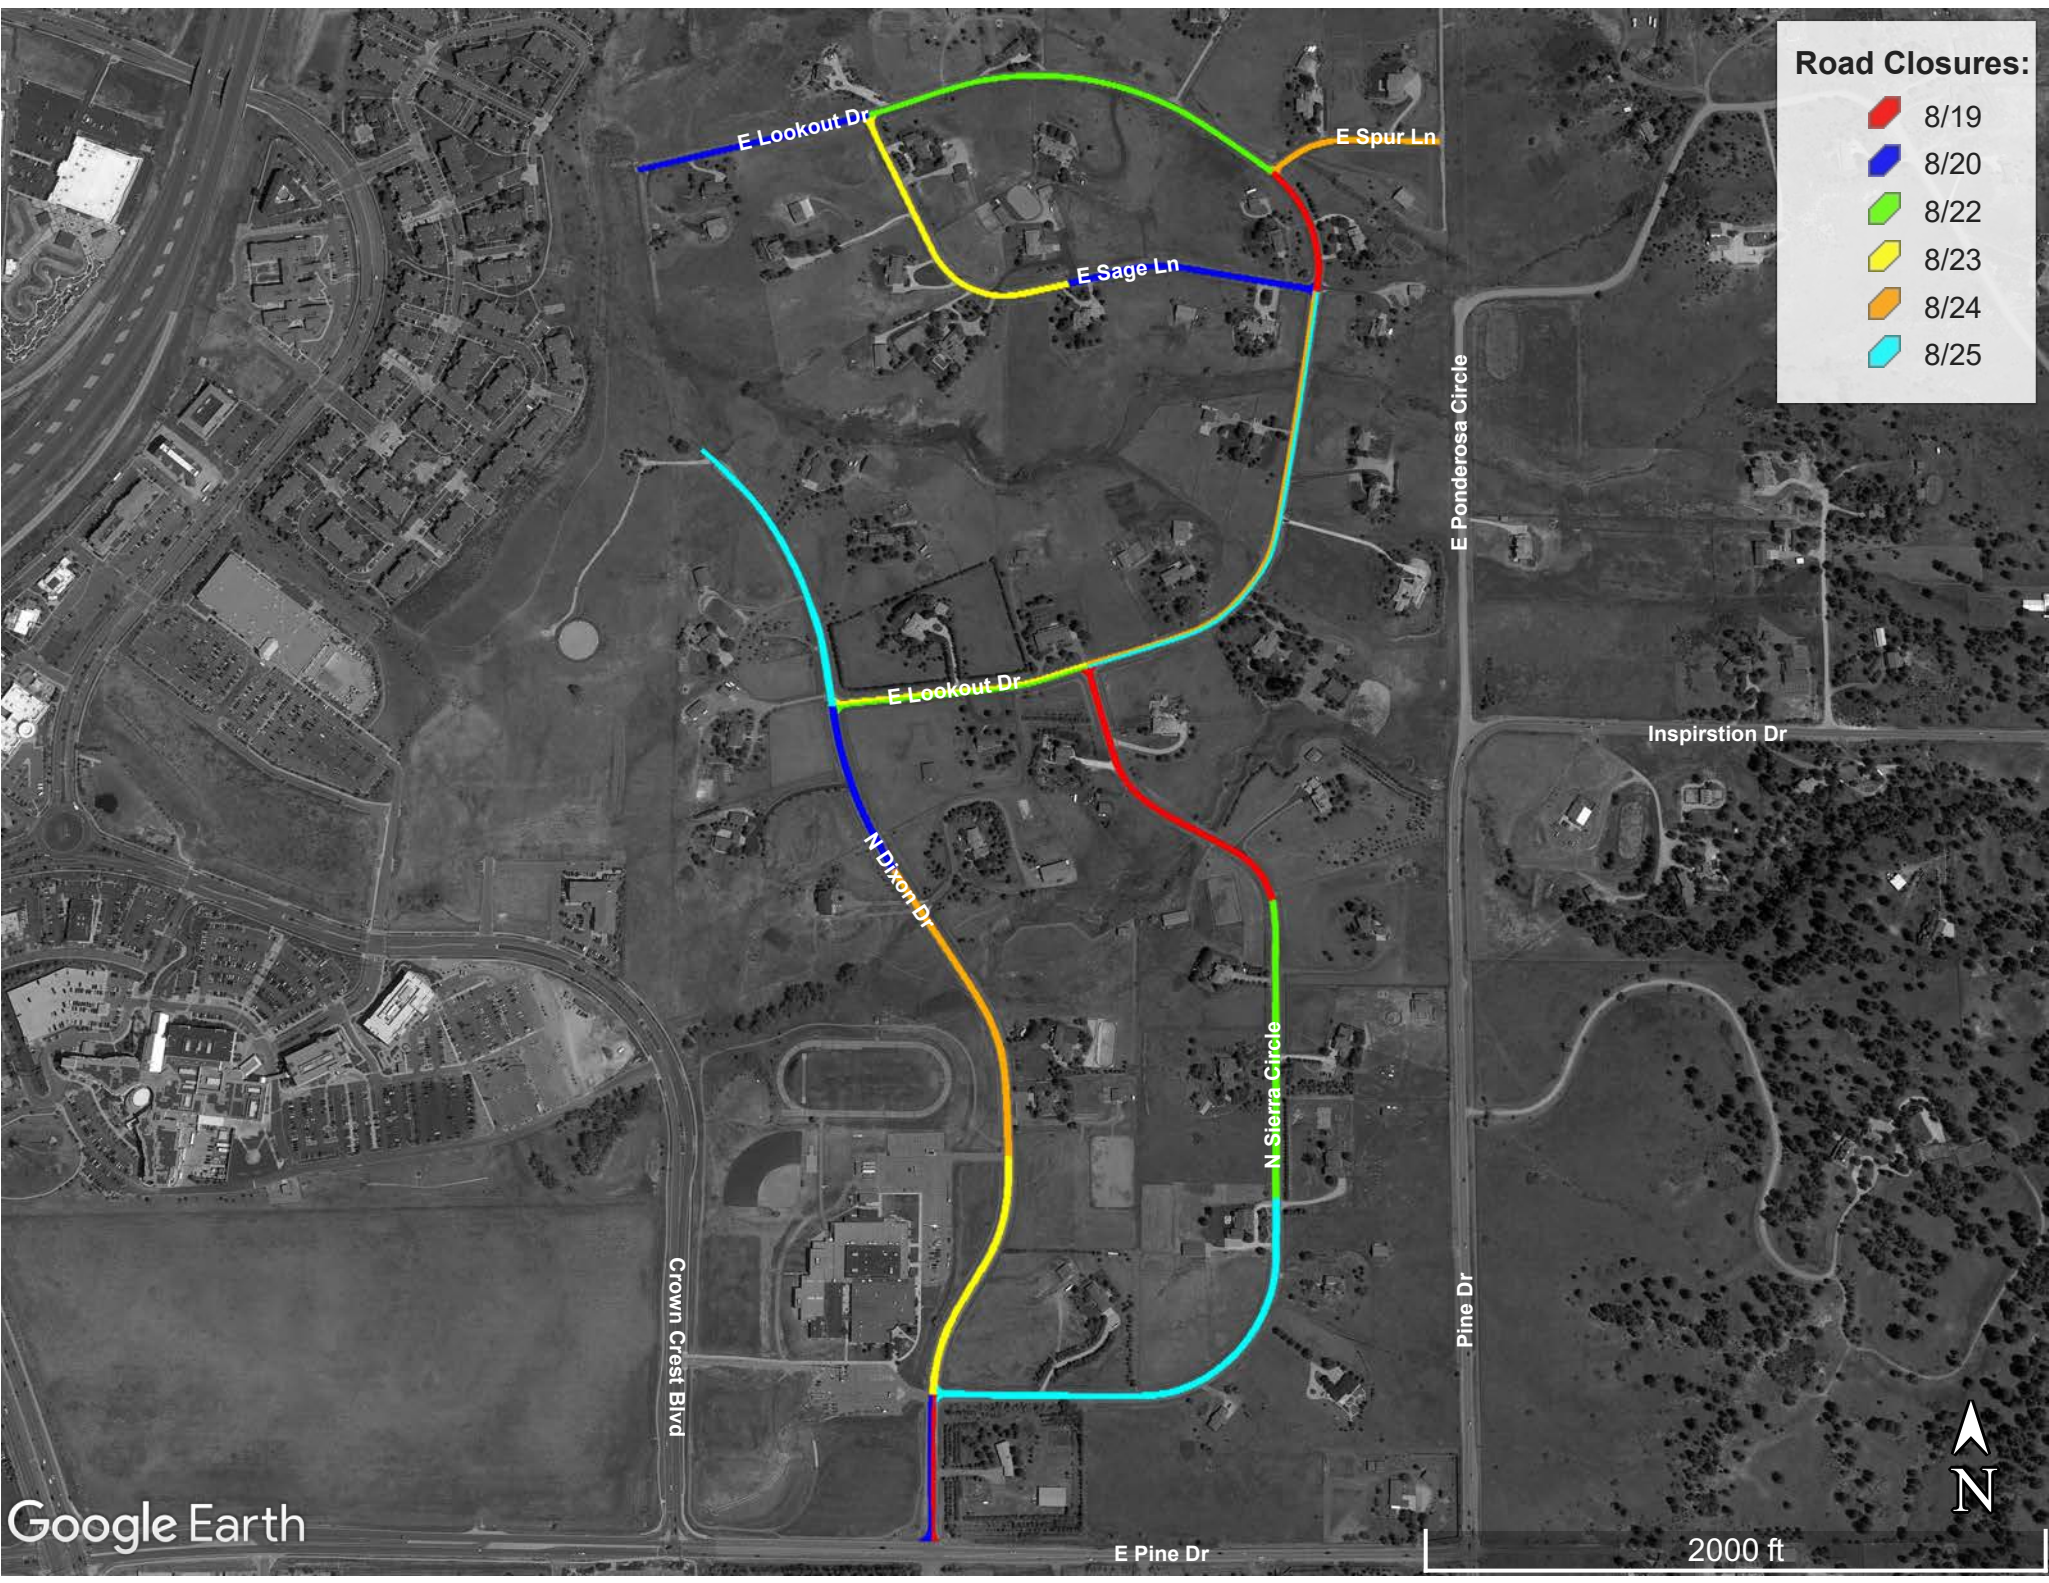 Road Closures:
8/19
8/20
8/22
8/23
8/24
8/25
E Lookout Dr
E Spur Ln
E Sage Ln
E Ponderosa Circle
E Lookout Dr
Inspirstion Dr
N Dixon Dr
N Sierra Circle
Crown Crest Blvd
Pine Dr
N
Google Earth
E Pine Dr
2000 ft